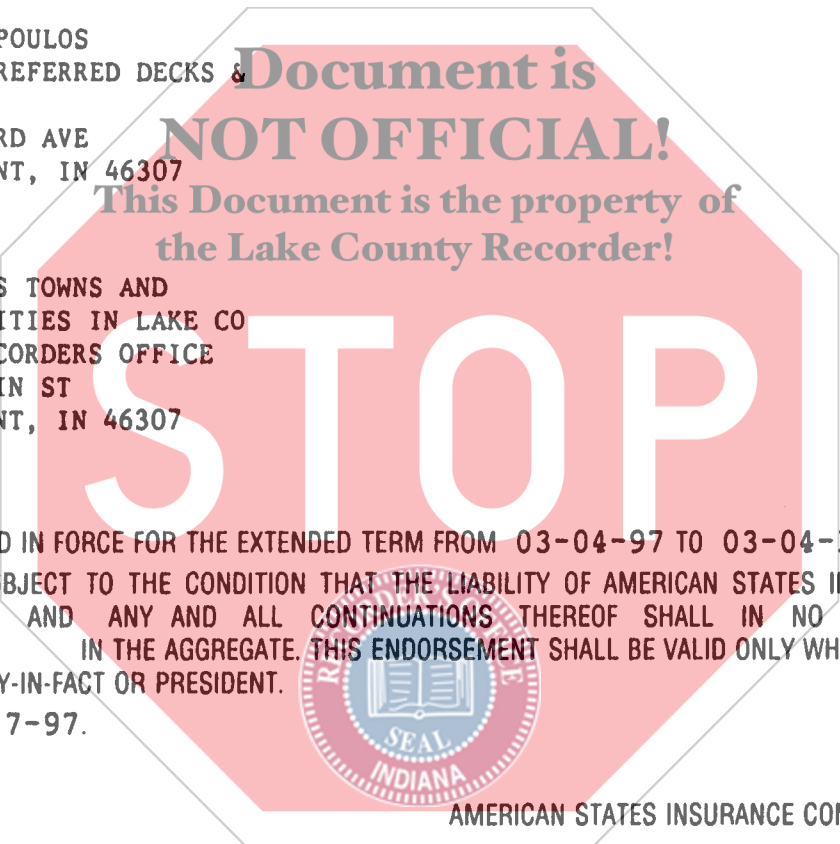 POULOS
REFERRED DECKS &
Document is
NOT OFFICIAL!
RD AVE
NT, IN 46307
This Document is the property of
the Lake County Recorder!
S TOWNS AND
ITIES IN LAKE CO
CORDERS OFFICE
IN ST
NT, IN 46307
STOP
D IN FORCE FOR THE EXTENDED TERM FROM 03-04-97 TO 03-04-
BJECT TO THE CONDITION THAT THE LIABILITY OF AMERICAN STATES I
AND ANY AND ALL CONTINUATIONS THEREOF SHALL IN NO
IN THE AGGREGATE. THIS ENDORSEMENT SHALL BE VALID ONLY WH
Y-IN-FACT OR PRESIDENT.
7-97.
RECORDER'S OFFICE
SEAL
INDIANA
AMERICAN STATES INSURANCE COM